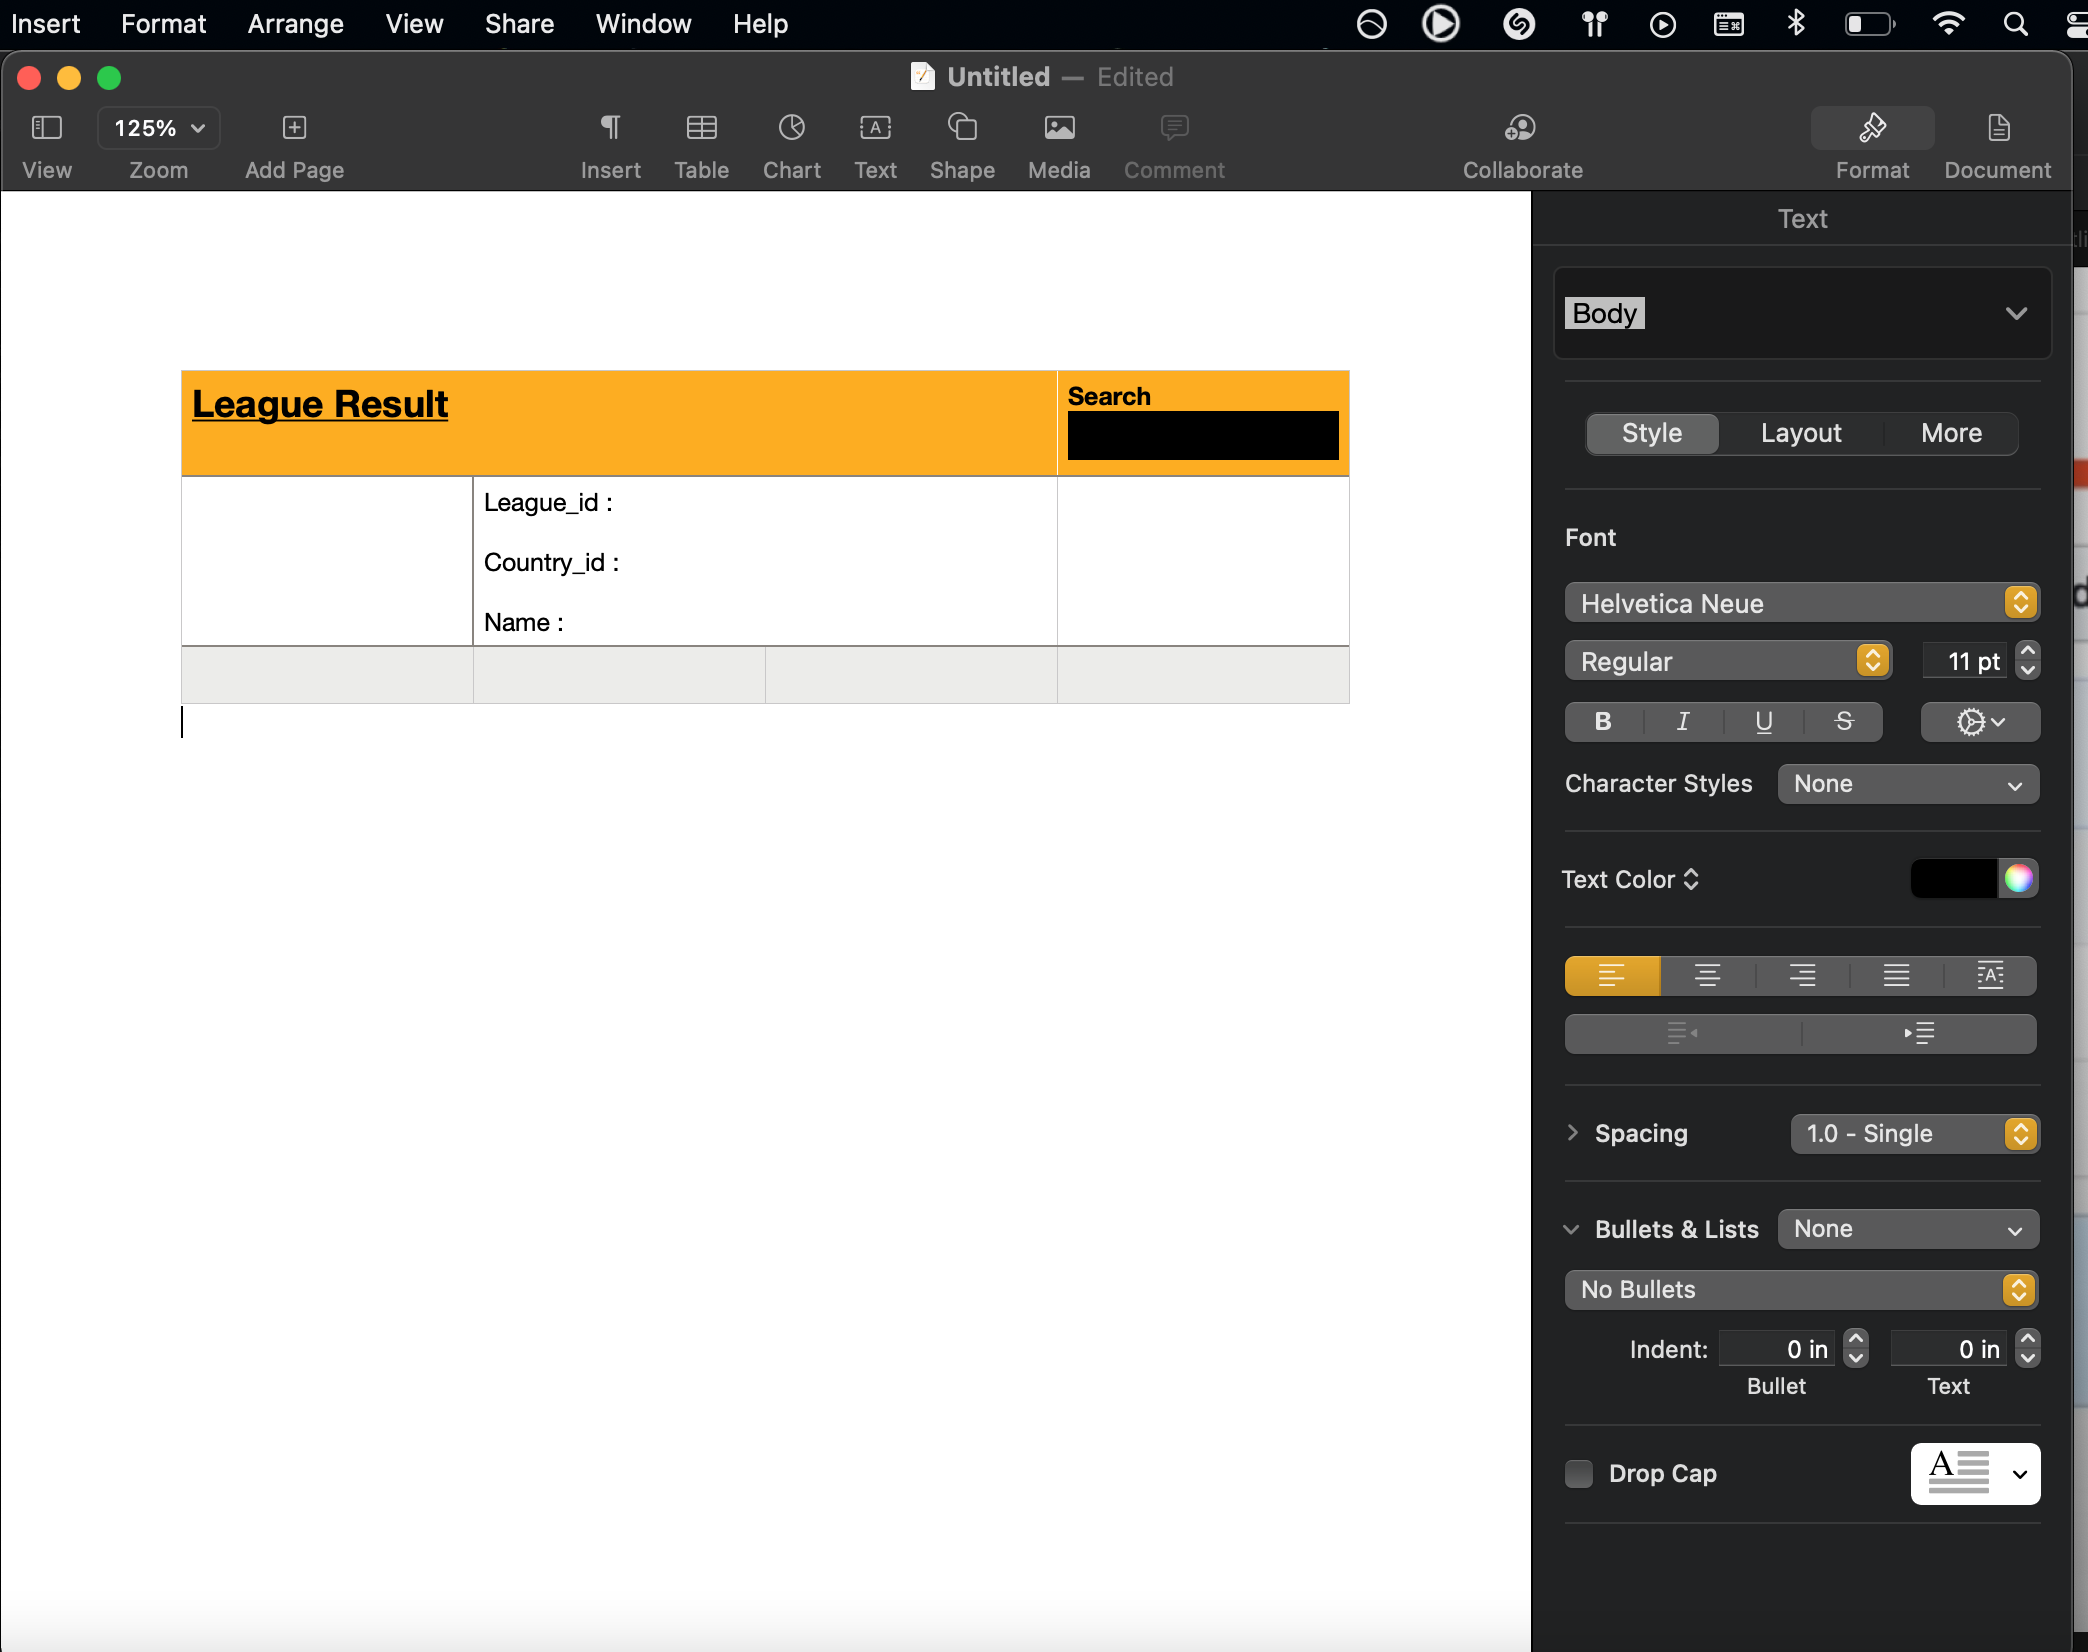 Insert Format Arrange View Share Window Help
Untitled — Edited
125%
View Zoom Add Page Insert Table Chart Text Shape Media Comment Collaborate Format Document
Text
Body
Style Layout More
Font
Helvetica Neue
Regular 11 pt
B I U S
Character Styles None
Text Color
A
Spacing 1.0 - Single
Bullets & Lists None
No Bullets
Indent: 0 in 0 in
Bullet Text
Drop Cap A
League Result
Search
League_id :
Country_id :
Name :